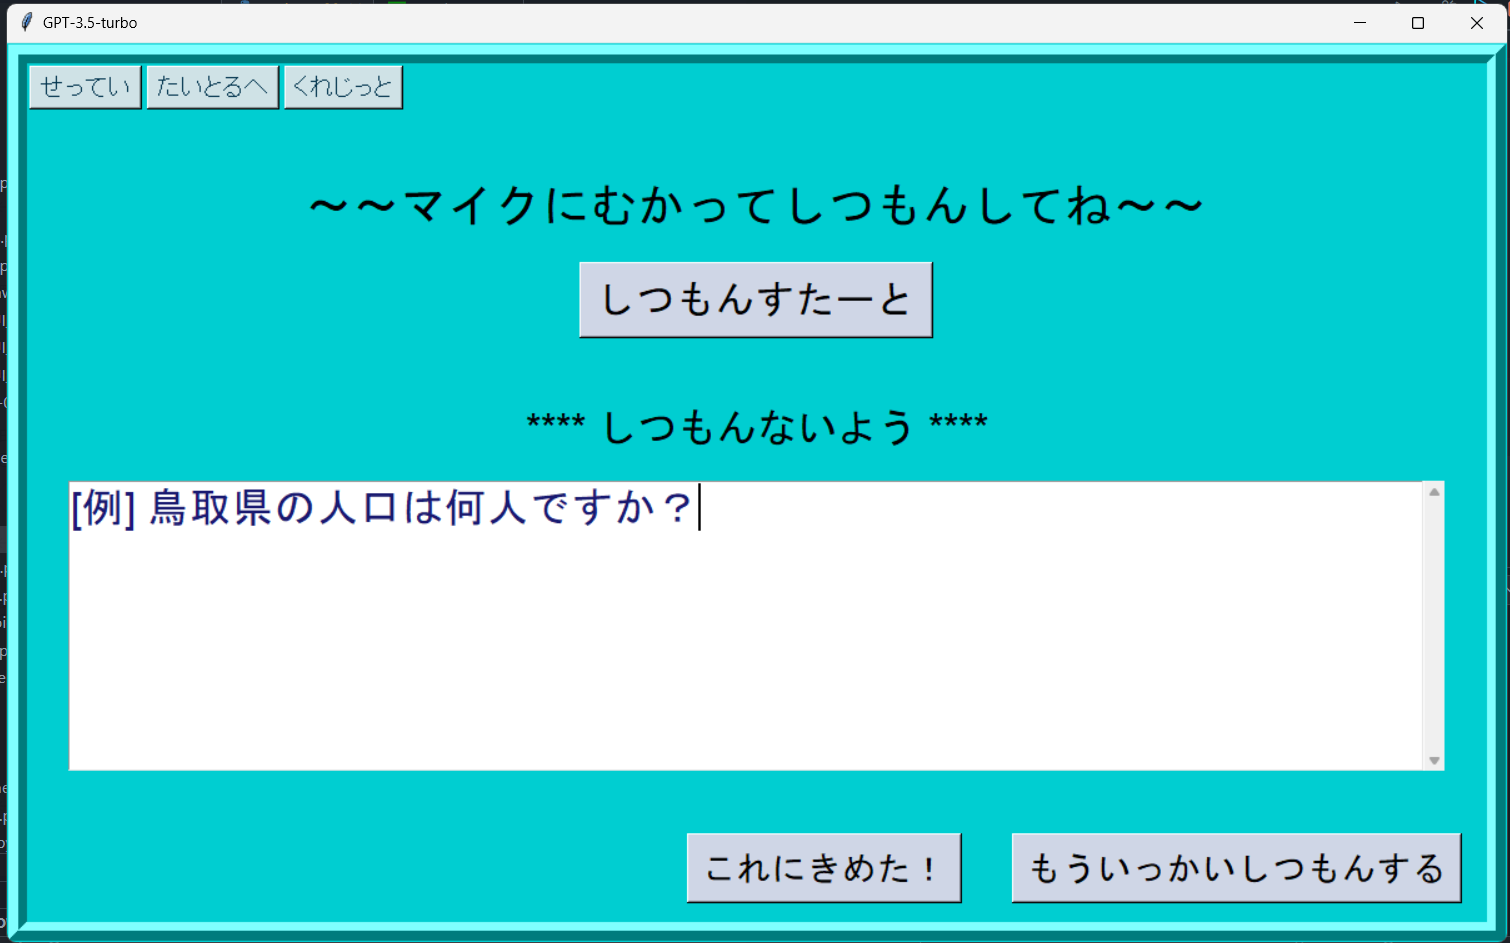 GPT-3.5-turbo
せってい たいとるへ くれじっと
～～マイクにむかってしつもんしてね～～
しつもんすたーと
**** しつもんないよう ****
[例] 鳥取県の人口は何人ですか？
これにきめた！ もういっかいしつもんする